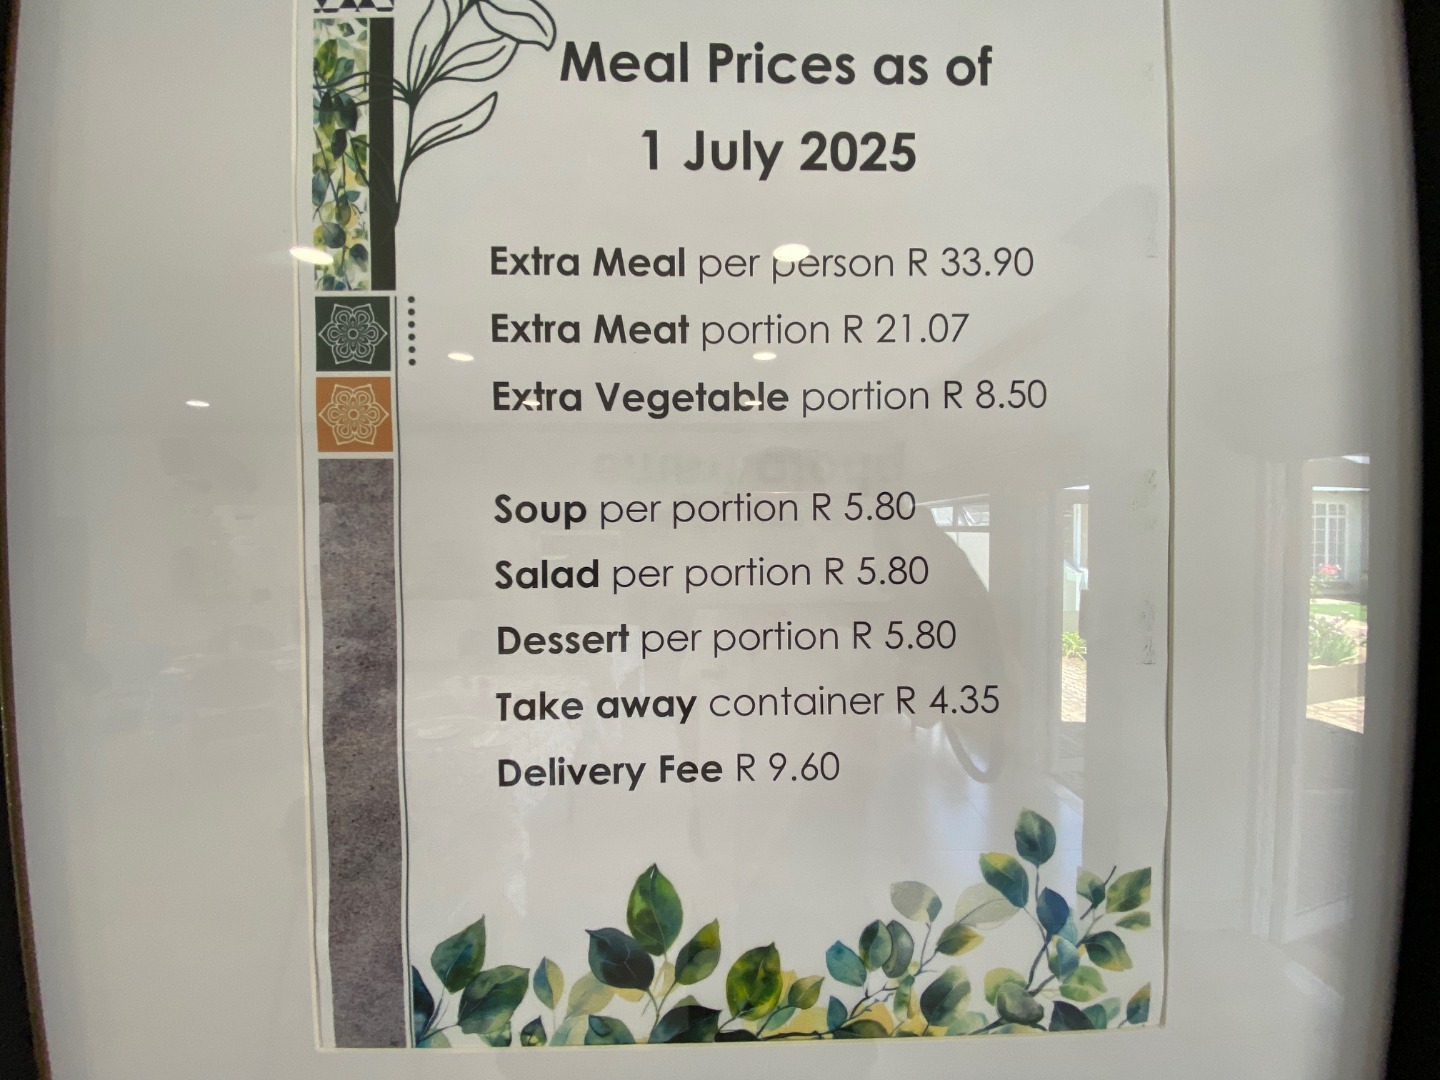 Meal Prices as of
1 July 2025
Extra Meal per person R 33.90
Extra Meat portion R 21.07
Extra Vegetable portion R 8.50
Soup per portion R 5.80
Salad per portion R 5.80
Dessert per portion R 5.80
Take away container R 4.35
Delivery Fee R 9.60